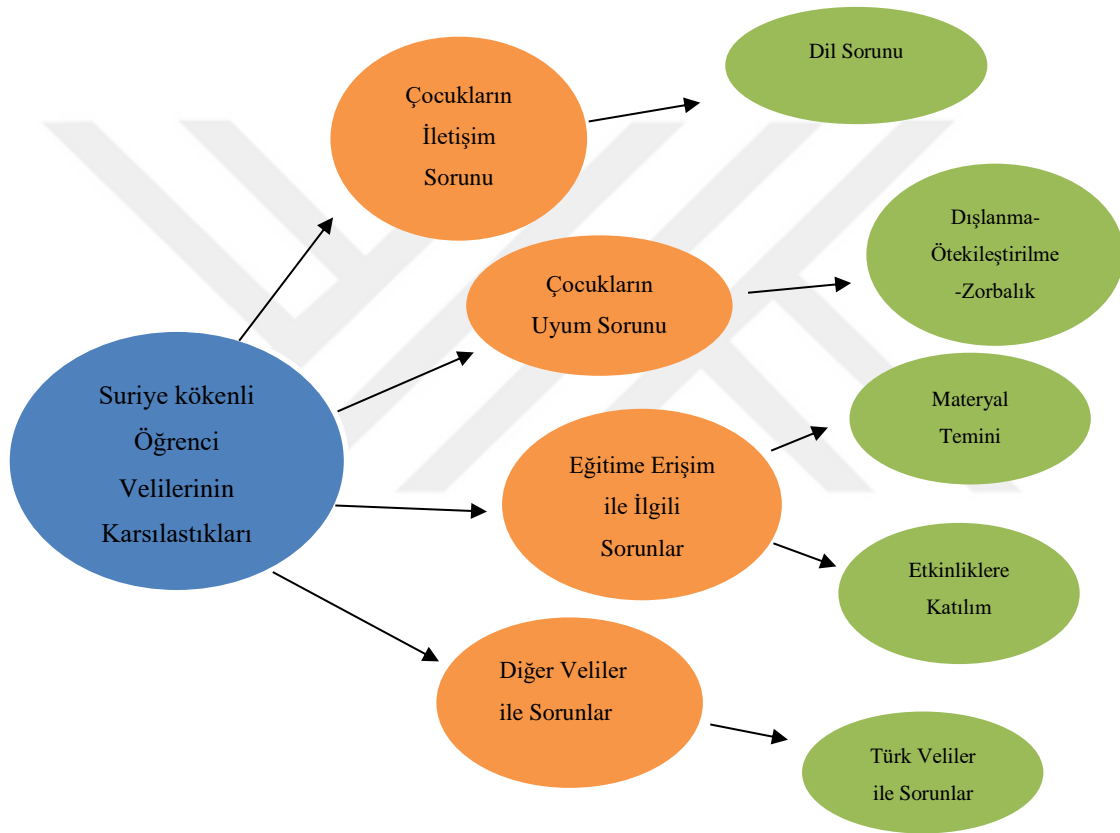 Suriye kökenli
Öğrenci
Velilerinin
Karsılastıkları
Çocukların
İletişim
Sorunu
Dil Sorunu
Çocukların
Uyum Sorunu
Dışlanma-
Ötekileştirilme
-Zorbalık
Eğitime Erişim
ile İlgili
Sorunlar
Materyal
Temini
Etkinliklere
Katılım
Diğer Veliler
ile Sorunlar
Türk Veliler
ile Sorunlar